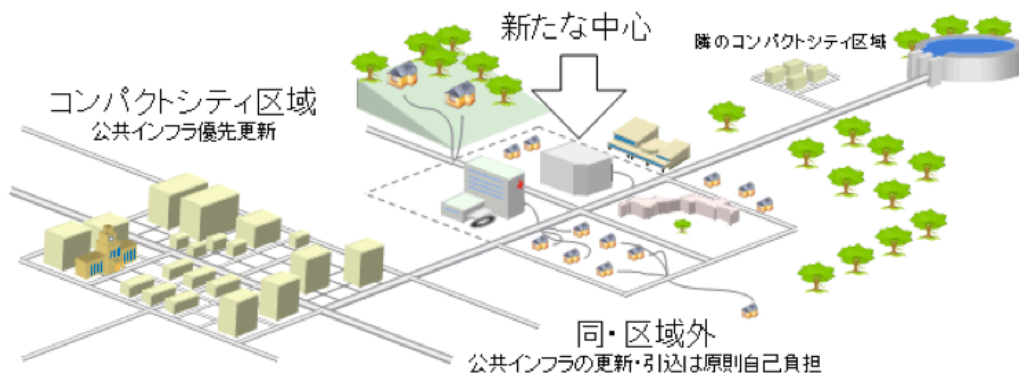 新たな中心
隣のコンパクトシティ区域
コンパクトシティ区域
公共インフラ優先更新
同・区域外
公共インフラの更新・引込は原則自己負担